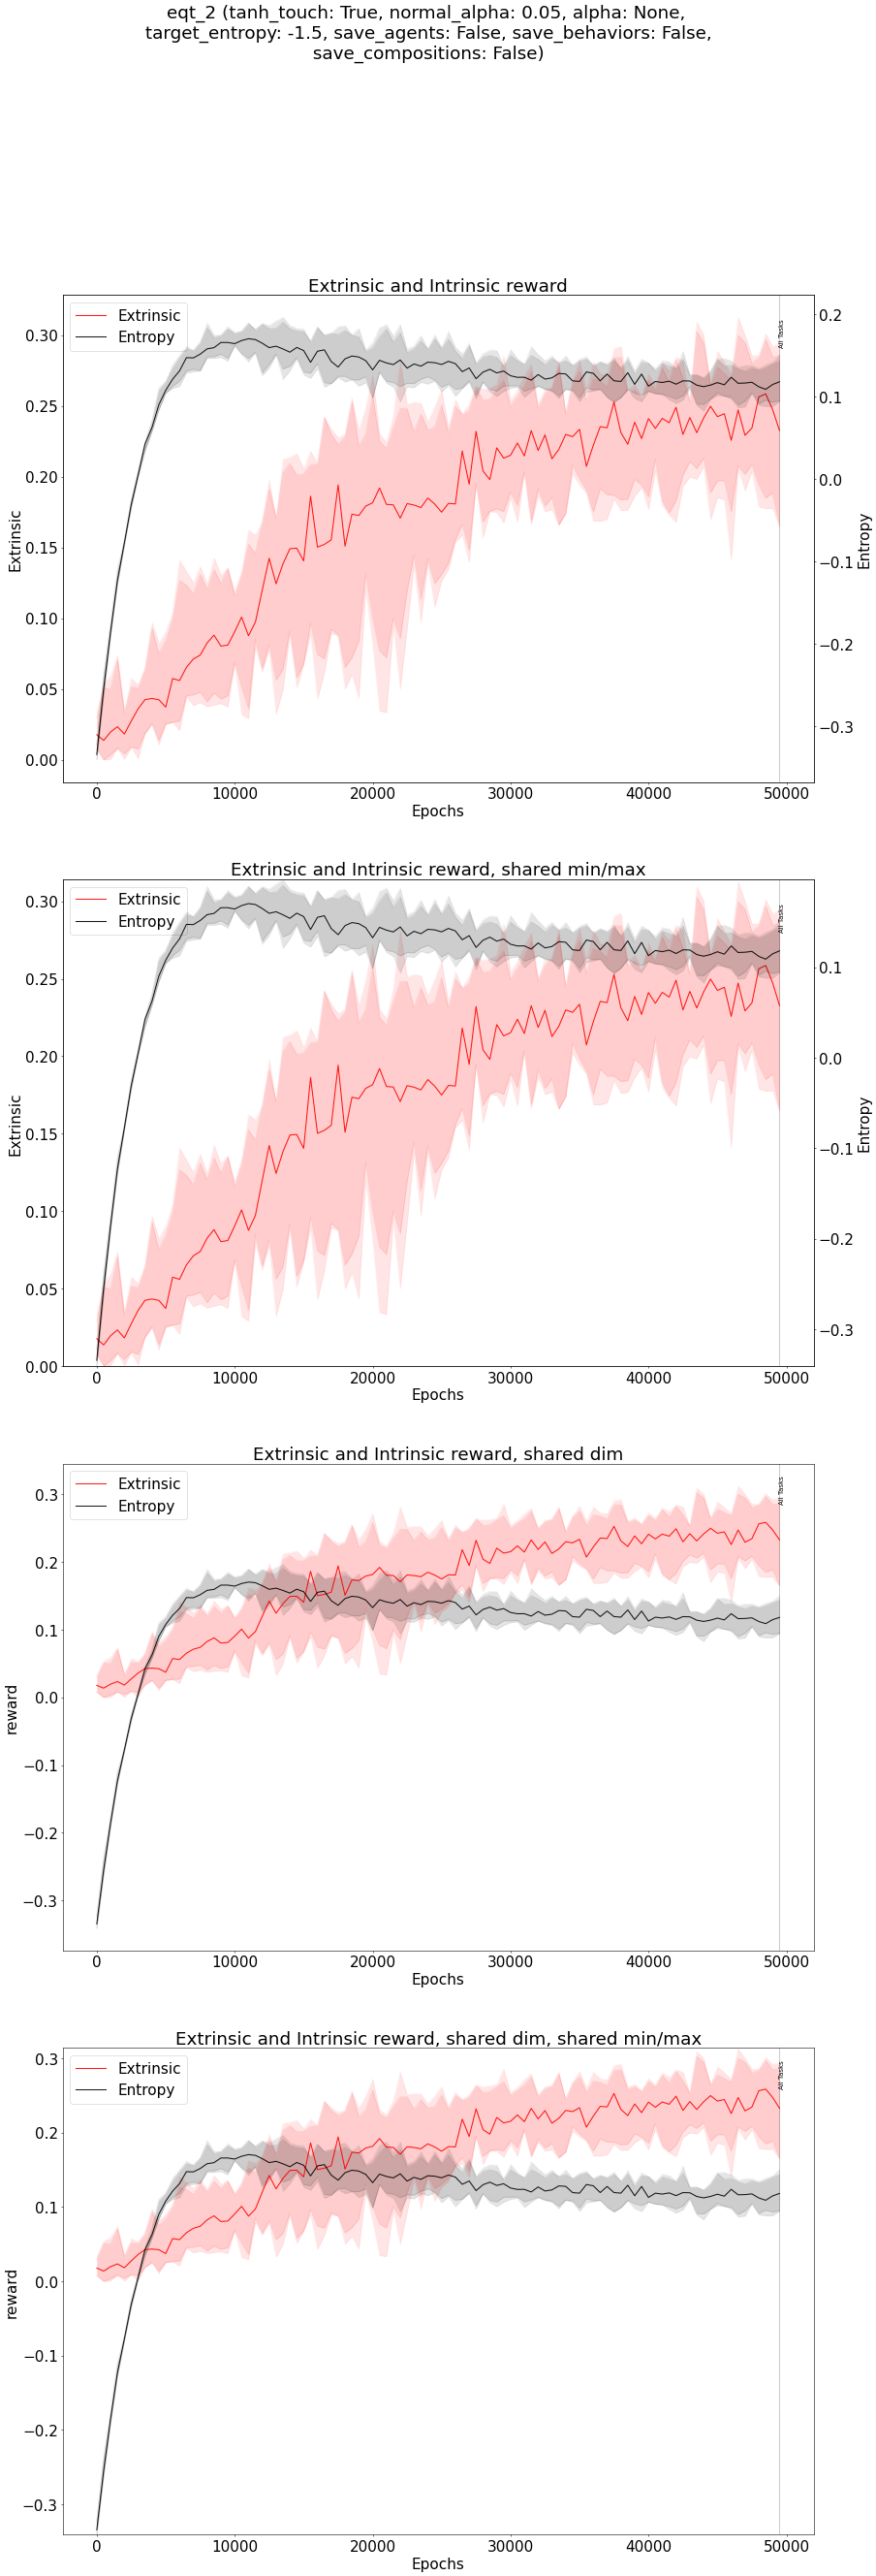 eqt_2 (tanh_touch: True, normal_alpha: 0.05, alpha: None,
target_entropy: -1.5, save_agents: False, save_behaviors: False,
save_compositions: False)
Extrinsic and Intrinsic reward
Extrinsic
Entropy
All Tasks
0.30
0.25
0.20
0.15
0.10
0.05
0.00
Extrinsic
0.2
0.1
0.0
−0.1
−0.2
−0.3
Entropy
0 10000 20000 30000 40000 50000
Epochs
Extrinsic and Intrinsic reward, shared min/max
Extrinsic
Entropy
All Tasks
0.30
0.25
0.20
0.15
0.10
0.05
0.00
Extrinsic
0.1
0.0
−0.1
−0.2
−0.3
Entropy
0 10000 20000 30000 40000 50000
Epochs
Extrinsic and Intrinsic reward, shared dim
Extrinsic
Entropy
All Tasks
0.3
0.2
0.1
0.0
−0.1
−0.2
−0.3
reward
0 10000 20000 30000 40000 50000
Epochs
Extrinsic and Intrinsic reward, shared dim, shared min/max
Extrinsic
Entropy
All Tasks
0.3
0.2
0.1
0.0
−0.1
−0.2
−0.3
reward
0 10000 20000 30000 40000 50000
Epochs